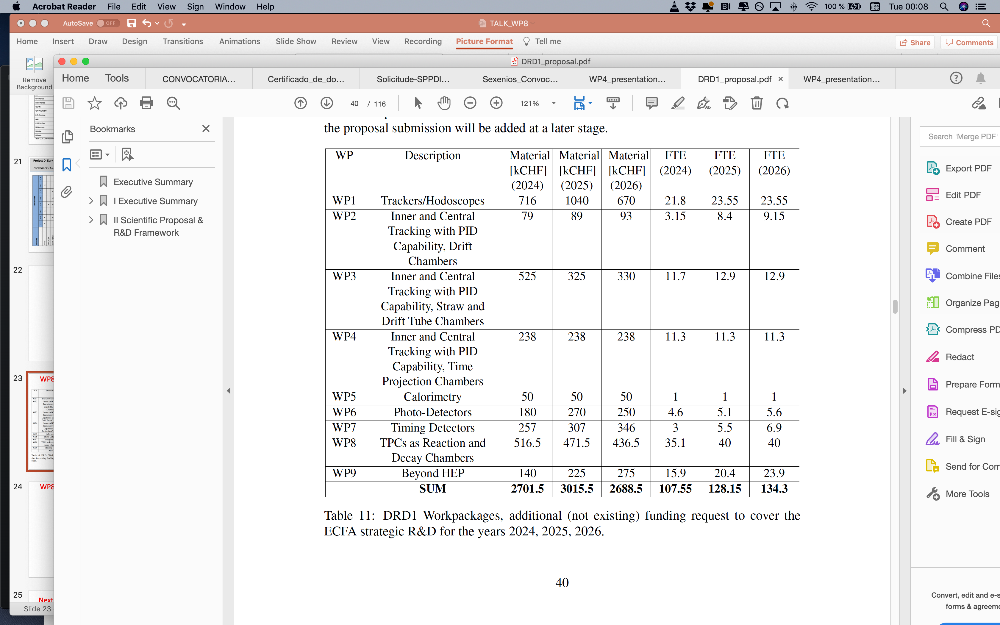 Acrobat Reader File Edit View Sign Window Help 100 % Tue 00:08
AutoSave OFF TALK_WP8
Home Insert Draw Design Transitions Animations Slide Show Review View Recording Picture Format Tell me Share Comments
Remove
Background
DRD1_proposal.pdf
Home Tools CONVOCATORIA... Certificado_de_do... Solicitude-SPPDI... Sexenios_Convoc... WP4_presentation... DRD1_proposal.pdf × WP4_presentation...
40 / 116 121%
Bookmarks
Executive Summary
I Executive Summary
II Scientific Proposal &
R&D Framework
21
22
23
24
25
WP8
WP8
Next
Slide 23
the proposal submission will be added at a later stage.
WP Description Material Material Material FTE FTE FTE
[kCHF] [kCHF] [kCHF] (2024) (2025) (2026)
(2024) (2025) (2026)
WP1 Trackers/Hodoscopes 716 1040 670 21.8 23.55 23.55
WP2 Inner and Central 79 89 93 3.15 8.4 9.15
Tracking with PID
Capability, Drift
Chambers
WP3 Inner and Central 525 325 330 11.7 12.9 12.9
Tracking with PID
Capability, Straw and
Drift Tube Chambers
WP4 Inner and Central 238 238 238 11.3 11.3 11.3
Tracking with PID
Capability, Time
Projection Chambers
WP5 Calorimetry 50 50 50 1 1 1
WP6 Photo-Detectors 180 270 250 4.6 5.1 5.6
WP7 Timing Detectors 257 307 346 3 5.5 6.9
WP8 TPCs as Reaction and 516.5 471.5 436.5 35.1 40 40
Decay Chambers
WP9 Beyond HEP 140 225 275 15.9 20.4 23.9
SUM 2701.5 3015.5 2688.5 107.55 128.15 134.3
Table 11: DRD1 Workpackages, additional (not existing) funding request to cover the
ECFA strategic R&D for the years 2024, 2025, 2026.
40
Search 'Merge PDF'
Export PDF
Edit PDF
Create PDF
Comment
Combine Files
Organize Pag
Compress PD
Redact
Prepare Form
Request E-sig
Fill & Sign
Send for Com
More Tools
Convert, edit and e-s
forms & agreeme